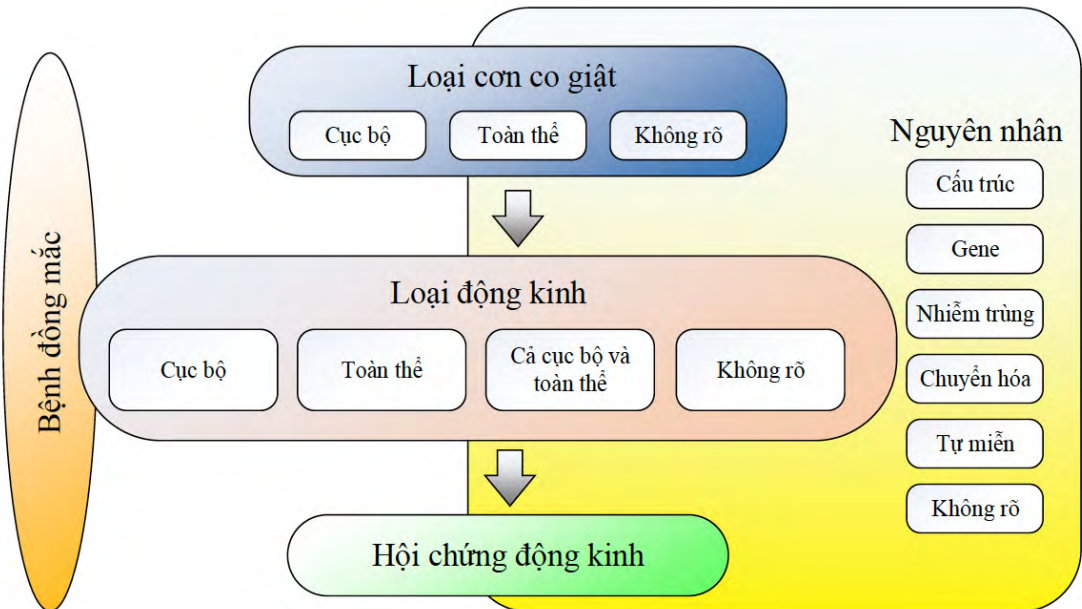 Loại cơn co giật
Cục bộ
Toàn thể
Không rõ
Bệnh đồng mắc
Loại động kinh
Cục bộ
Toàn thể
Cả cục bộ và
toàn thể
Không rõ
Hội chứng động kinh
Nguyên nhân
Cấu trúc
Gene
Nhiễm trùng
Chuyển hóa
Tự miễn
Không rõ